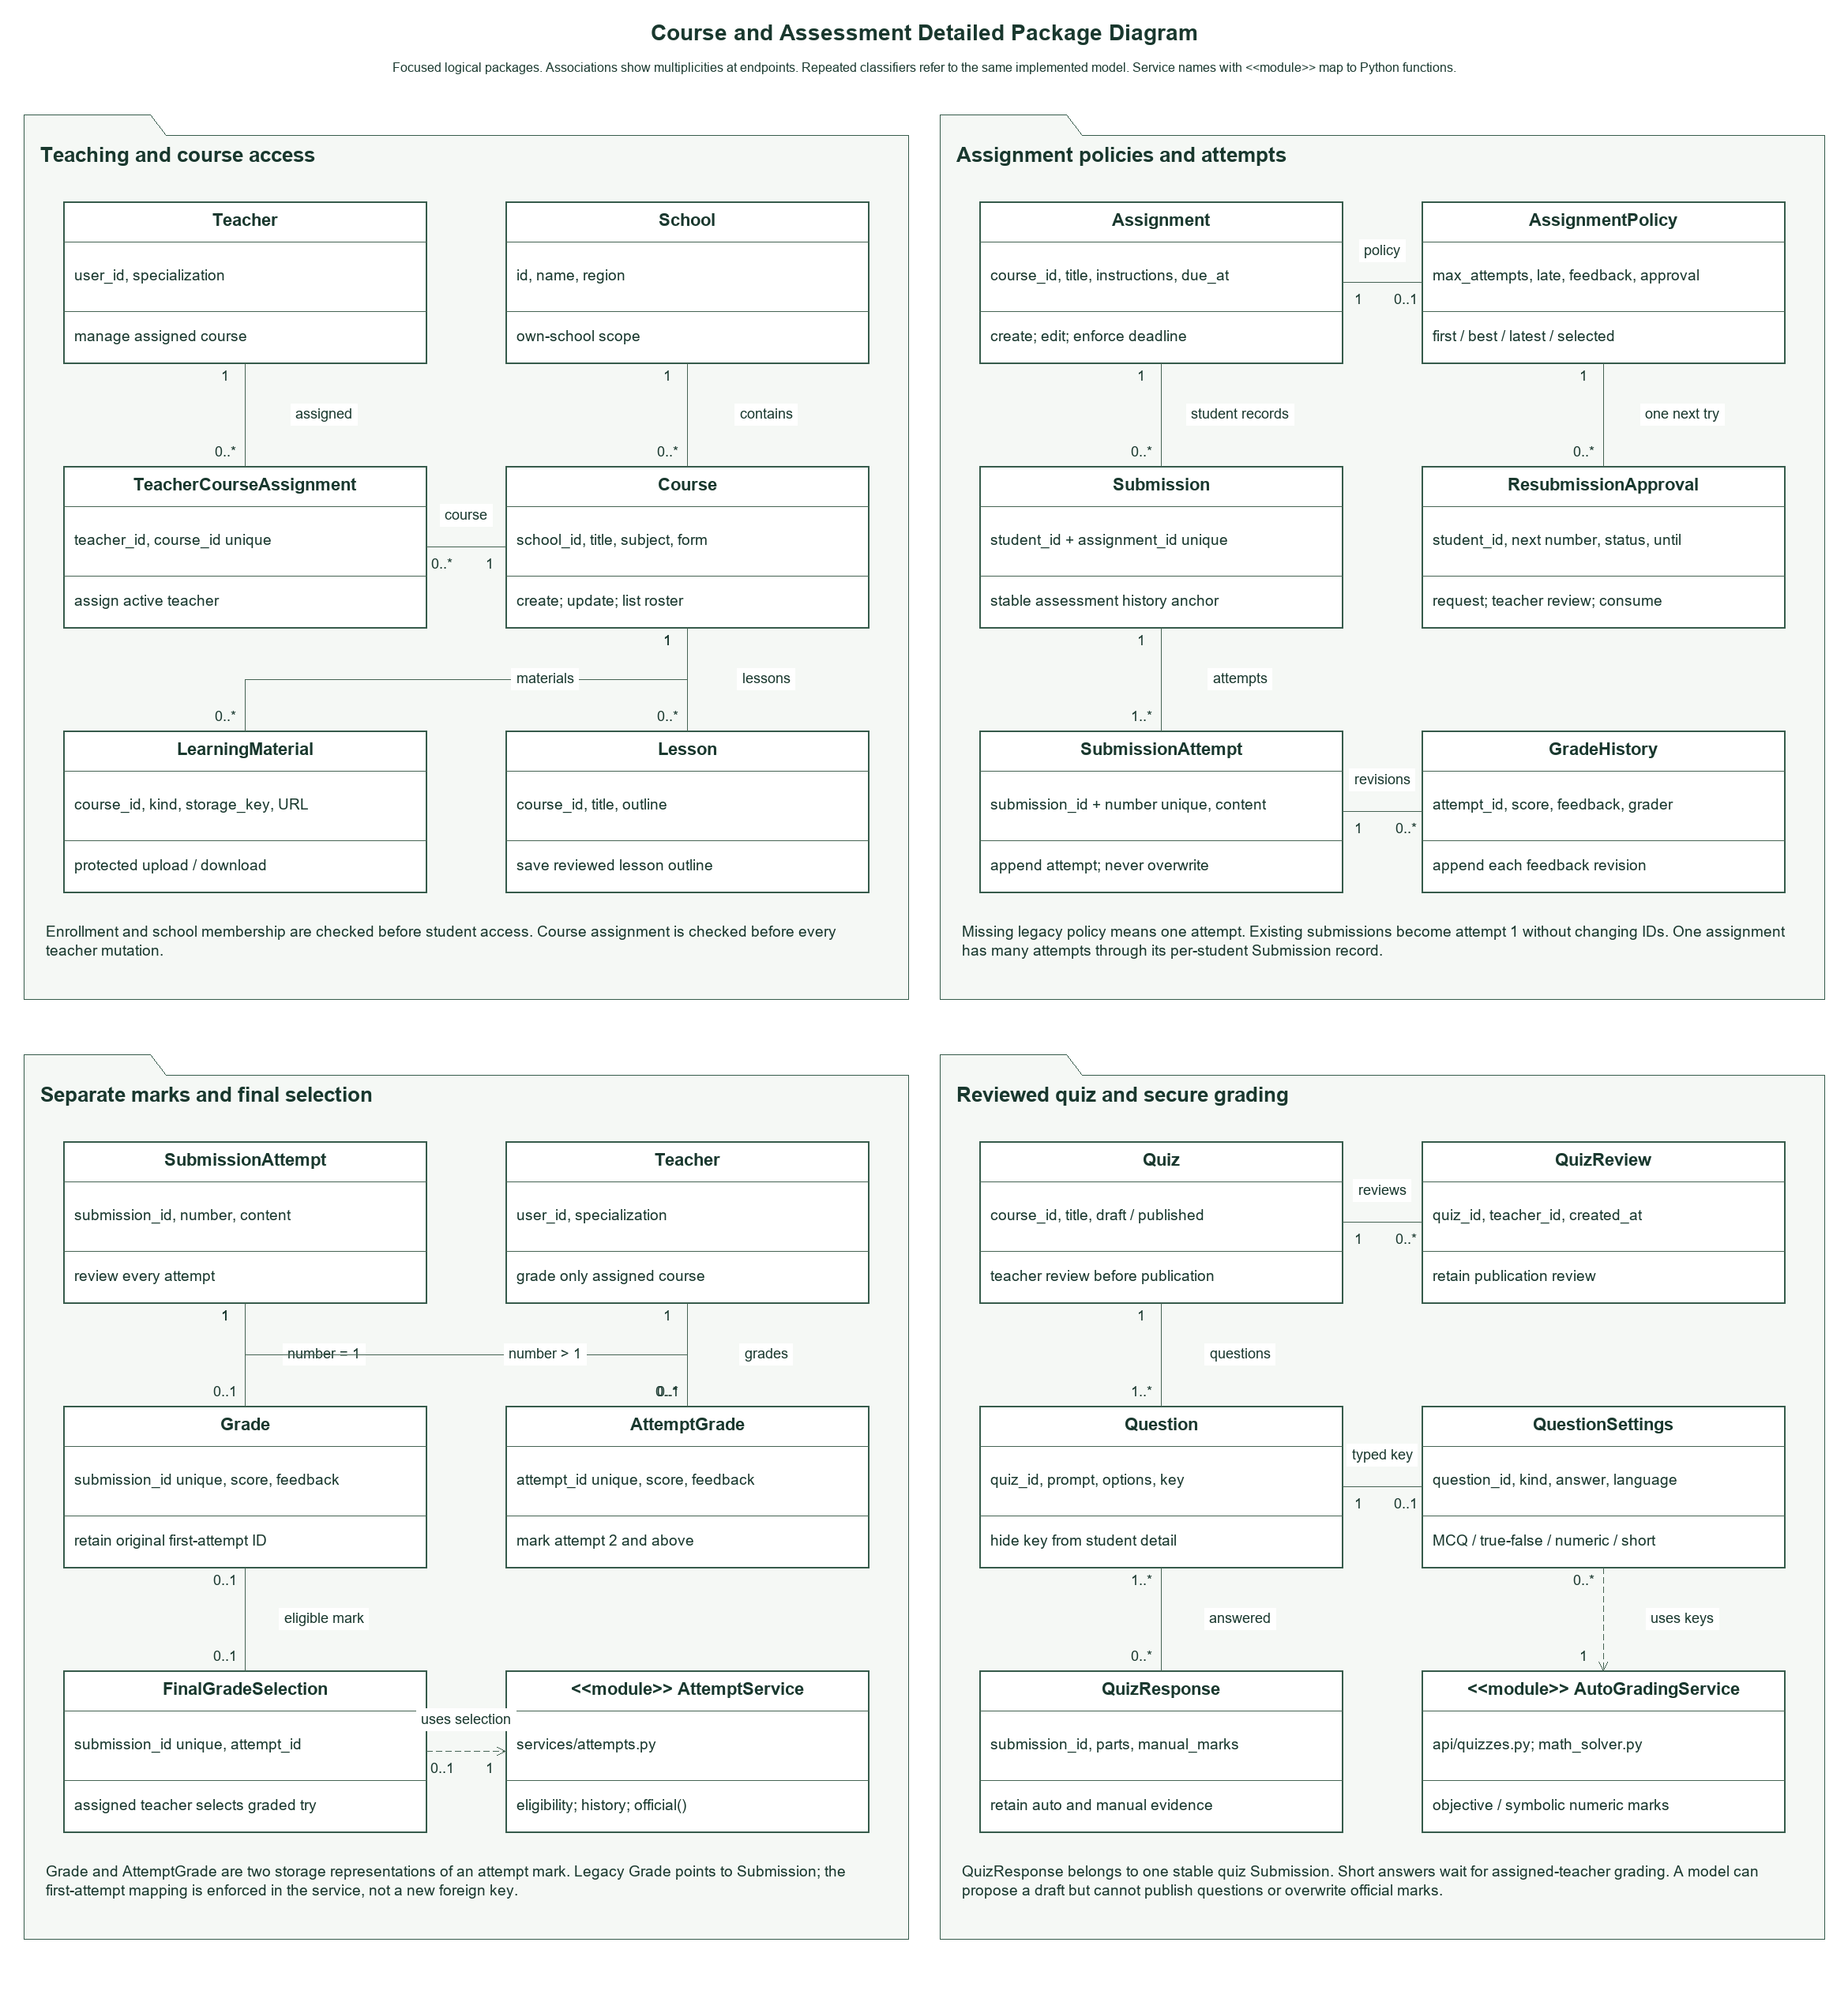 Course and Assessment Detailed Package Diagram
Focused logical packages. Associations show multiplicities at endpoints. Repeated classifiers refer to the same implemented model. Service names with <<module>> map to Python functions.
Teaching and course access
Teacher
user_id, specialization
manage assigned course
School
id, name, region
own-school scope
1
assigned
0..*
1
contains
0..*
TeacherCourseAssignment
teacher_id, course_id unique
assign active teacher
course
0..*
1
Course
school_id, title, subject, form
create; update; list roster
1
materials
lessons
0..*
0..*
LearningMaterial
course_id, kind, storage_key, URL
protected upload / download
Lesson
course_id, title, outline
save reviewed lesson outline
Enrollment and school membership are checked before student access. Course assignment is checked before every
teacher mutation.
Assignment policies and attempts
Assignment
course_id, title, instructions, due_at
create; edit; enforce deadline
policy
1
0..1
AssignmentPolicy
max_attempts, late, feedback, approval
first / best / latest / selected
1
student records
0..*
1
one next try
0..*
Submission
student_id + assignment_id unique
stable assessment history anchor
ResubmissionApproval
student_id, next number, status, until
request; teacher review; consume
1
attempts
1..*
SubmissionAttempt
submission_id + number unique, content
append attempt; never overwrite
revisions
1
0..*
GradeHistory
attempt_id, score, feedback, grader
append each feedback revision
Missing legacy policy means one attempt. Existing submissions become attempt 1 without changing IDs. One assignment
has many attempts through its per-student Submission record.
Separate marks and final selection
SubmissionAttempt
submission_id, number, content
review every attempt
Teacher
user_id, specialization
grade only assigned course
1
1
number = 1
number > 1
grades
0..1
0..1
Grade
submission_id unique, score, feedback
retain original first-attempt ID
AttemptGrade
attempt_id unique, score, feedback
mark attempt 2 and above
0..1
eligible mark
0..1
FinalGradeSelection
submission_id unique, attempt_id
assigned teacher selects graded try
uses selection
0..1
1
<<module>> AttemptService
services/attempts.py
eligibility; history; official()
Grade and AttemptGrade are two storage representations of an attempt mark. Legacy Grade points to Submission; the
first-attempt mapping is enforced in the service, not a new foreign key.
Reviewed quiz and secure grading
Quiz
course_id, title, draft / published
teacher review before publication
reviews
1
0..*
QuizReview
quiz_id, teacher_id, created_at
retain publication review
1
questions
1..*
Question
quiz_id, prompt, options, key
hide key from student detail
typed key
1
0..1
QuestionSettings
question_id, kind, answer, language
MCQ / true-false / numeric / short
1..*
answered
0..*
0..*
uses keys
1
QuizResponse
submission_id, parts, manual_marks
retain auto and manual evidence
<<module>> AutoGradingService
api/quizzes.py; math_solver.py
objective / symbolic numeric marks
QuizResponse belongs to one stable quiz Submission. Short answers wait for assigned-teacher grading. A model can
propose a draft but cannot publish questions or overwrite official marks.